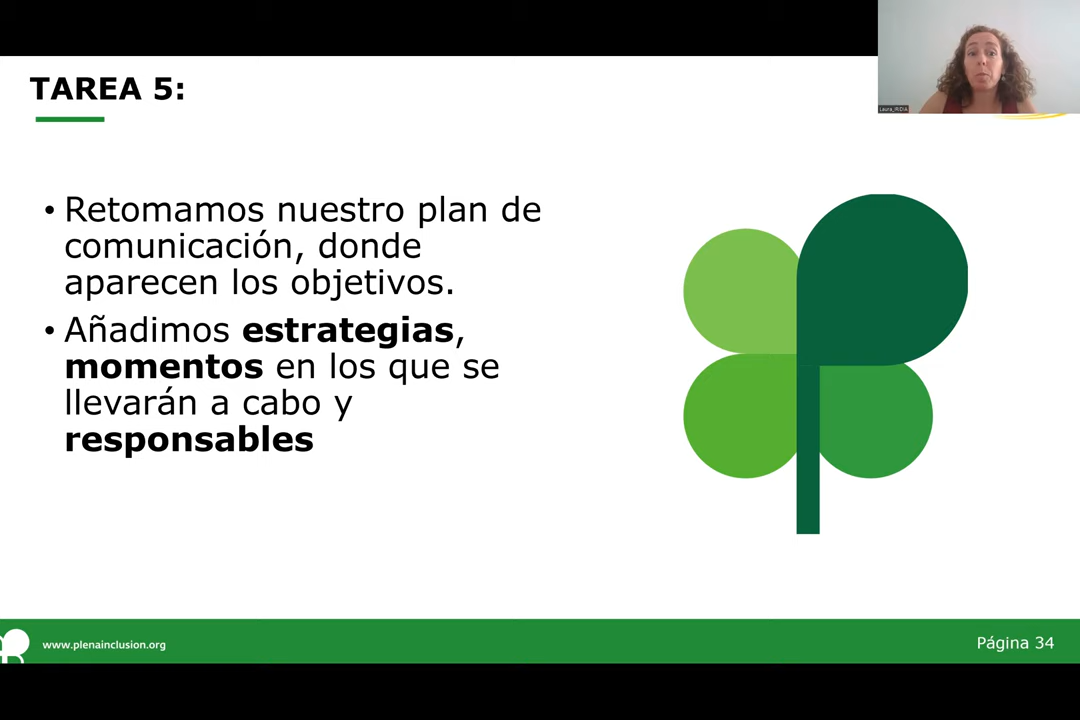 TAREA 5:
• Retomamos nuestro plan de
comunicación, donde
aparecen los objetivos.
• Añadimos estrategias,
momentos en los que se
llevarán a cabo y
responsables
Laura_IRIDIA
www.plenainclusion.org
Página 34